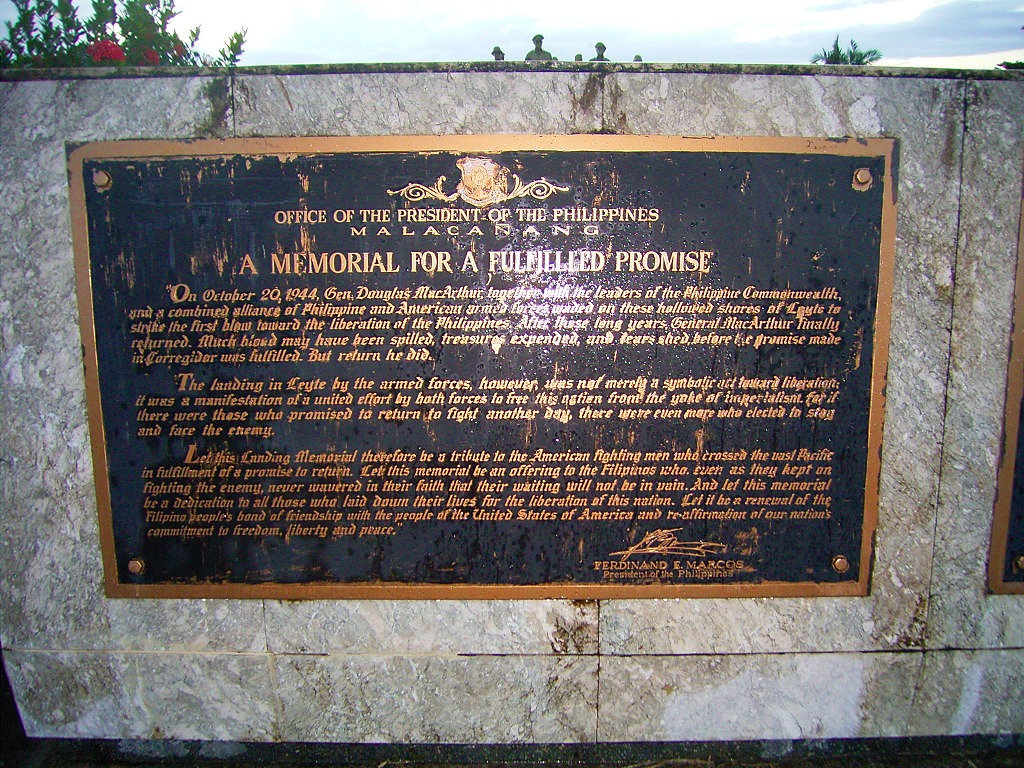 OFFICE OF THE PRESIDENT OF THE PHILIPPINES
MALACAÑANG
A MEMORIAL FOR A FULFILLED PROMISE
"On October 20, 1944, Gen. Douglas MacArthur, together with the leaders of the Philippine Commonwealth,
and a combined alliance of Philippine and American armed forces waded on these hollowed shores of Leyte to
strike the first blow toward the liberation of the Philippines. After those long years, General MacArthur finally
returned. Much blood may have been spilled, treasures expended, and tears shed before the promise made
in Corregidor was fulfilled. But return he did.
"The landing in Leyte by the armed forces, however, was not merely a symbolic act toward liberation;
it was a manifestation of a united effort by both forces to free this nation from the yoke of imperialism, for if
there were those who promised to return to fight another day, there were even more who elected to stay
and face the enemy.
Let this Landing Memorial therefore be a tribute to the American fighting men who crossed the vast Pacific
in fulfillment of a promise to return. Let this memorial be an offering to the Filipinos who, even as they kept on
fighting the enemy, never wavered in their faith that their waiting will not be in vain. And let this memorial
be a dedication to all those who laid down their lives for the liberation of this nation. Let it be a renewal of the
Filipino people's bond of friendship with the people of the United States of America and re-affirmation of our nation's
commitment to freedom, liberty and peace.
FERDINAND E. MARCOS
President of the Philippines